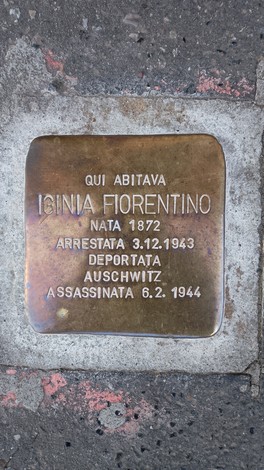 QUI ABITAVA
IGINIA FIORENTINO
NATA 1872
ARRESTATA 3.12.1943
DEPORTATA
AUSCHWITZ
ASSASSINATA 6.2.1944